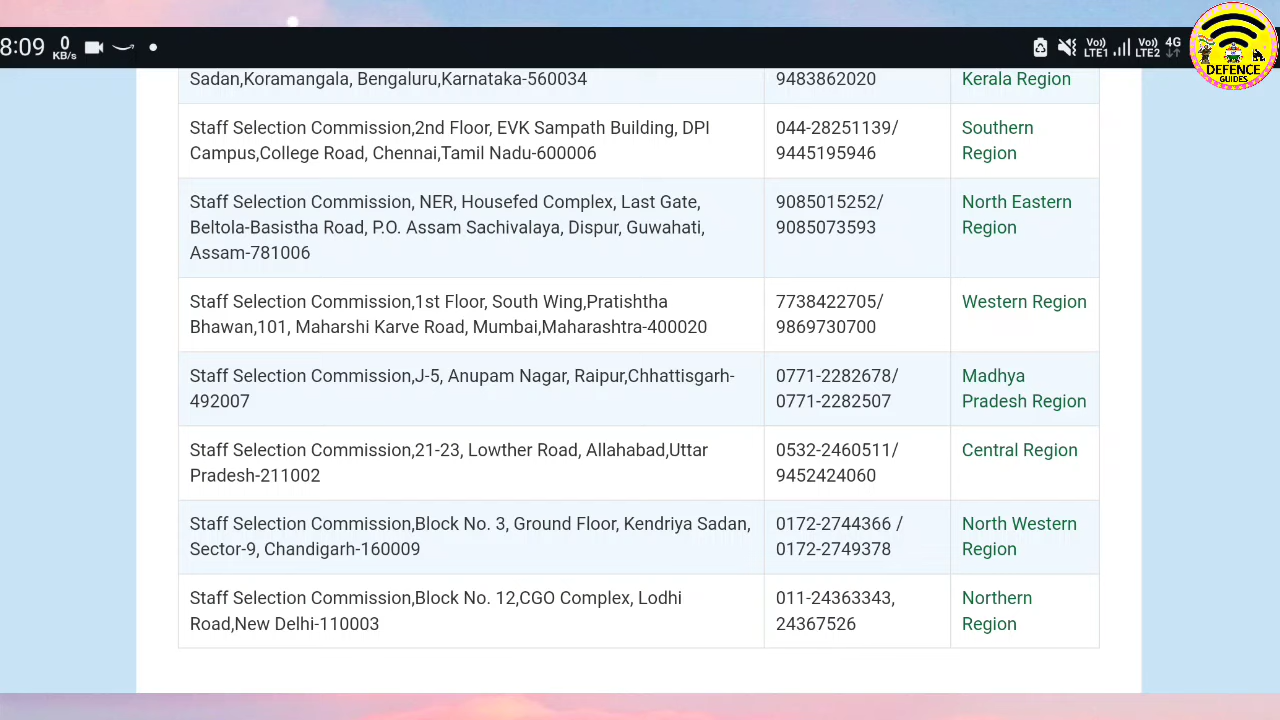 8:09 0 KB/s Vo) LTE1 Vo) LTE2 4G
DEFENCE
GUIDES
Sadan,Koramangala, Bengaluru,Karnataka-560034
9483862020
Kerala Region
Staff Selection Commission,2nd Floor, EVK Sampath Building, DPI
Campus,College Road, Chennai,Tamil Nadu-600006
044-28251139/
9445195946
Southern
Region
Staff Selection Commission, NER, Housefed Complex, Last Gate,
Beltola-Basistha Road, P.O. Assam Sachivalaya, Dispur, Guwahati,
Assam-781006
9085015252/
9085073593
North Eastern
Region
Staff Selection Commission,1st Floor, South Wing,Pratishtha
Bhawan,101, Maharshi Karve Road, Mumbai,Maharashtra-400020
7738422705/
9869730700
Western Region
Staff Selection Commission,J-5, Anupam Nagar, Raipur,Chhattisgarh-
492007
0771-2282678/
0771-2282507
Madhya
Pradesh Region
Staff Selection Commission,21-23, Lowther Road, Allahabad,Uttar
Pradesh-211002
0532-2460511/
9452424060
Central Region
Staff Selection Commission,Block No. 3, Ground Floor, Kendriya Sadan,
Sector-9, Chandigarh-160009
0172-2744366 /
0172-2749378
North Western
Region
Staff Selection Commission,Block No. 12,CGO Complex, Lodhi
Road,New Delhi-110003
011-24363343,
24367526
Northern
Region